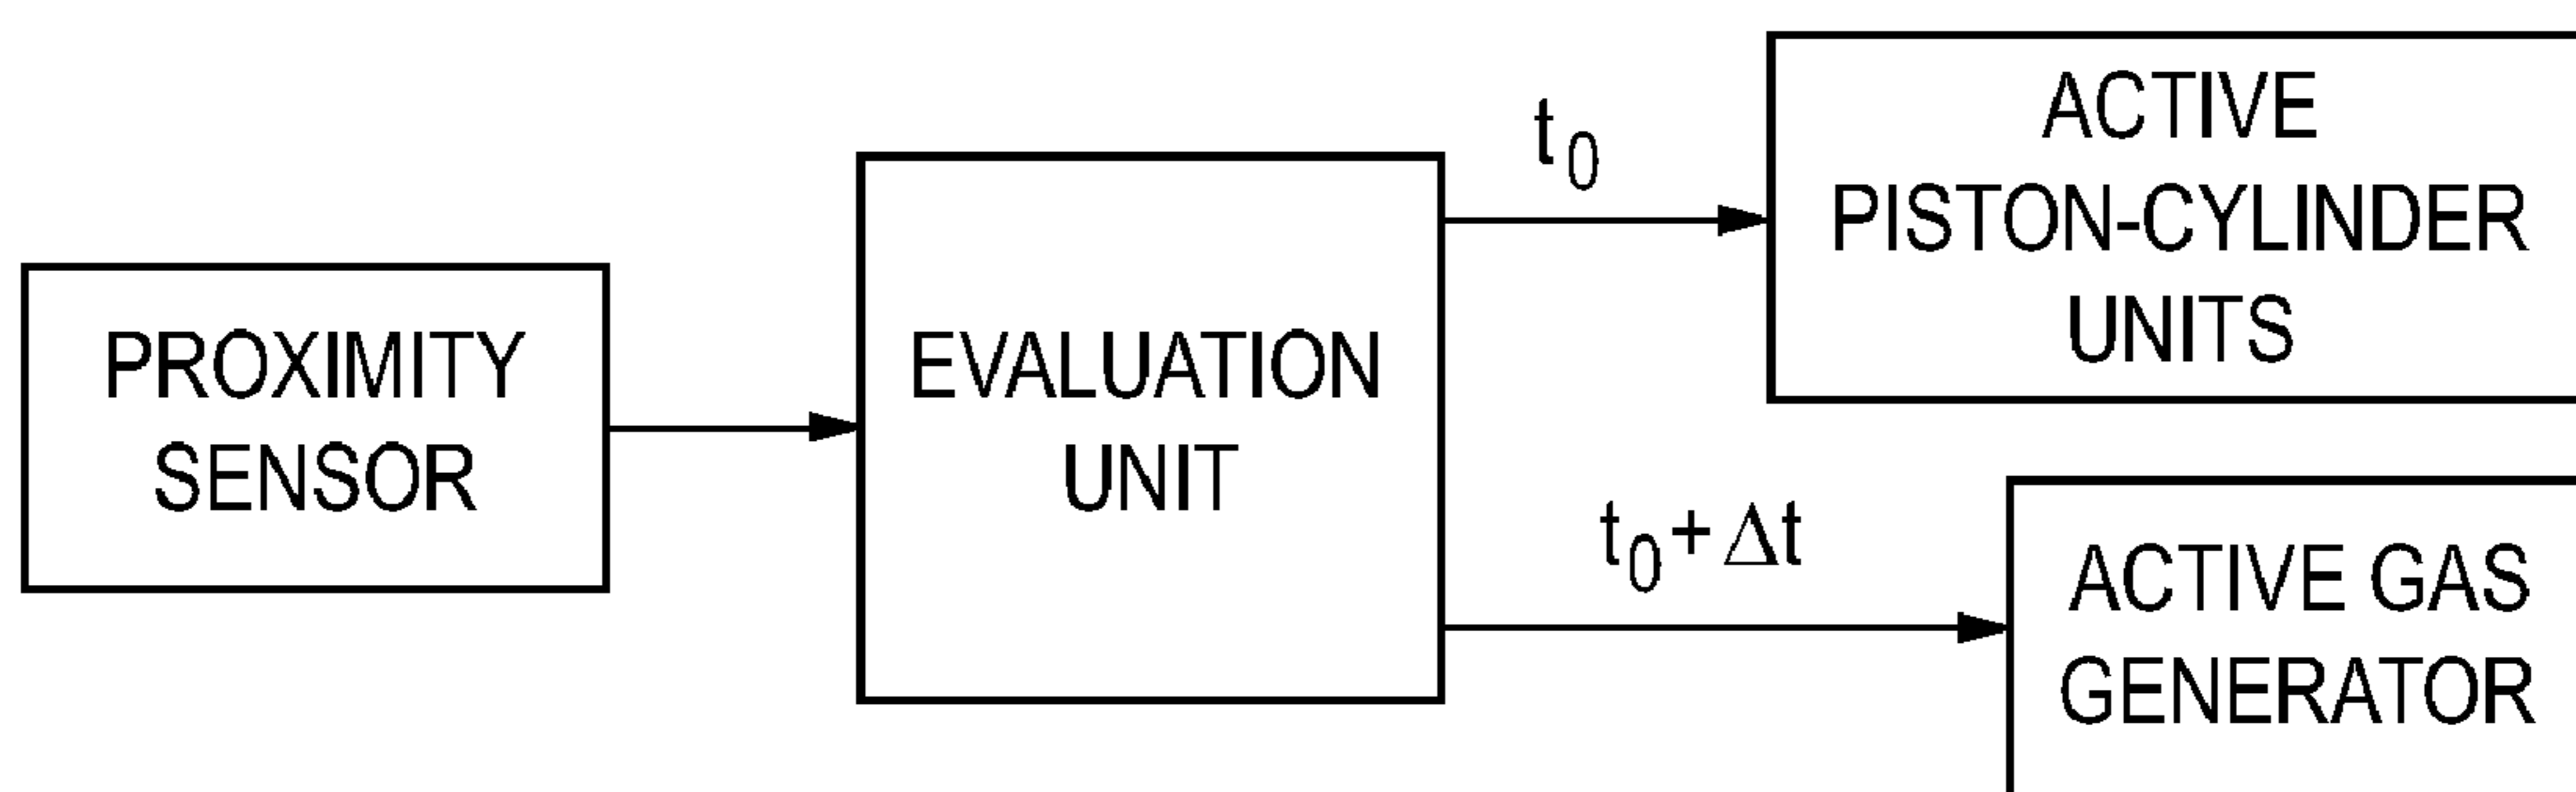 PROXIMITY
SENSOR
EVALUATION
UNIT
t₀
ACTIVE
PISTON-CYLINDER
UNITS
t₀+Δt
ACTIVE GAS
GENERATOR